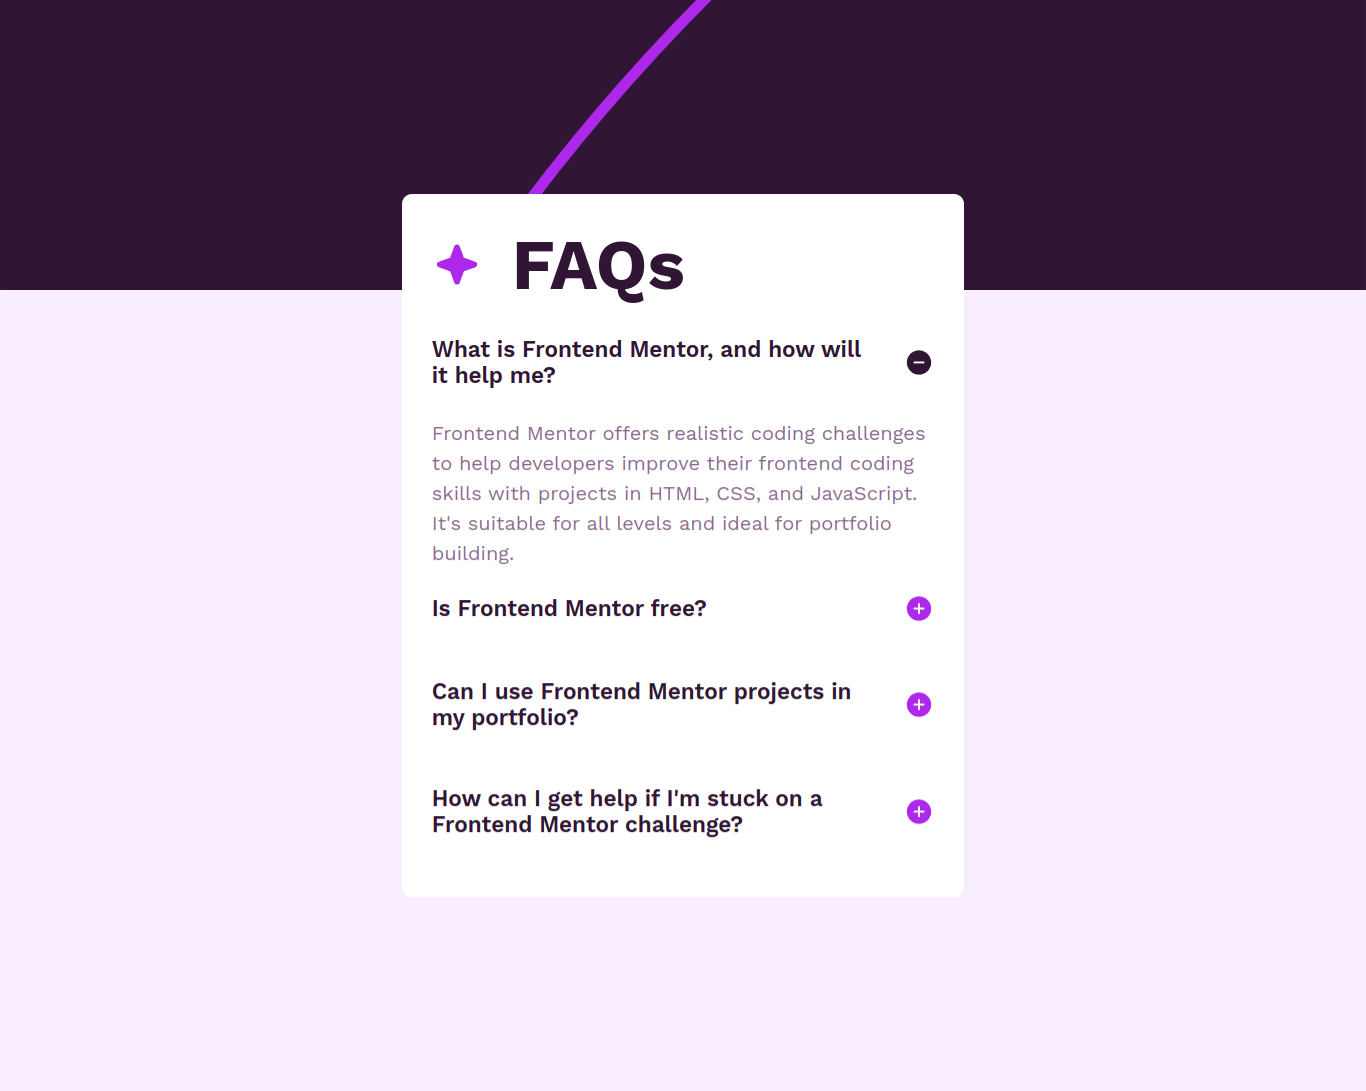 FAQs
What is Frontend Mentor, and how will
it help me?
Frontend Mentor offers realistic coding challenges
to help developers improve their frontend coding
skills with projects in HTML, CSS, and JavaScript.
It's suitable for all levels and ideal for portfolio
building.
Is Frontend Mentor free?
Can I use Frontend Mentor projects in
my portfolio?
How can I get help if I'm stuck on a
Frontend Mentor challenge?